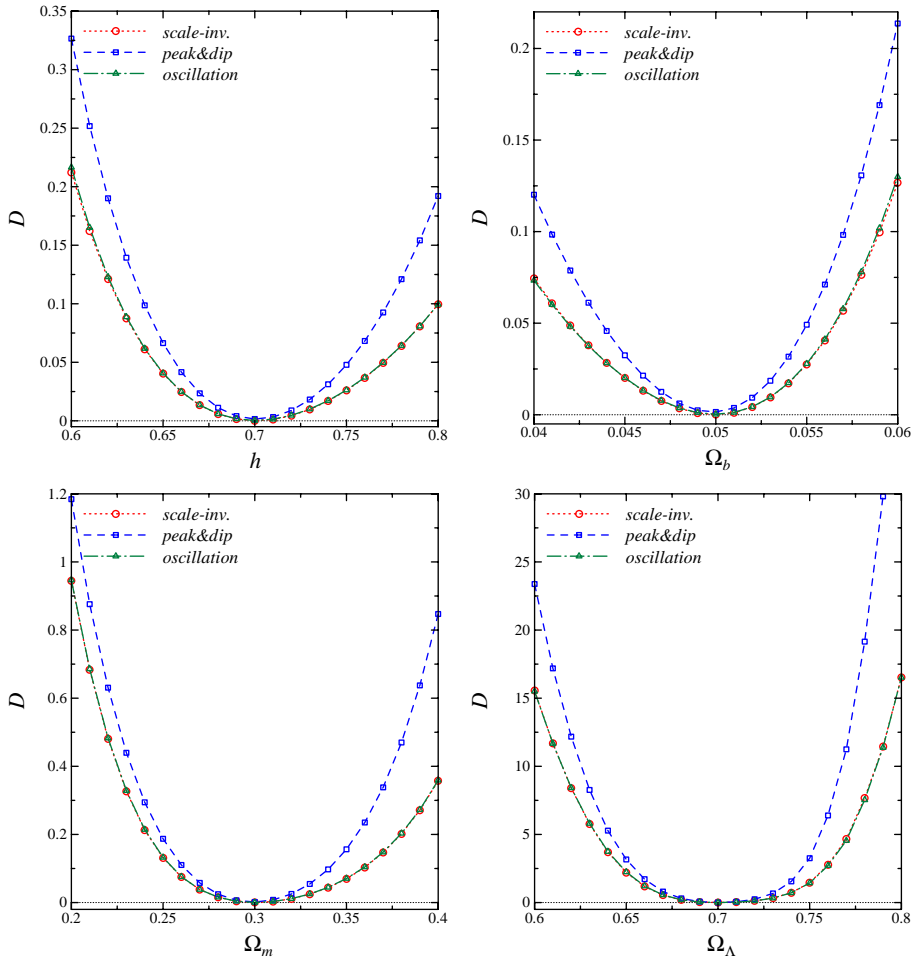 0.35
0.3
0.25
0.2
0.15
0.1
0.05
0
D
scale-inv.
peak&dip
oscillation
0.6 0.65 0.7 0.75 0.8
h
0.2
0.15
0.1
0.05
0
D
scale-inv.
peak&dip
oscillation
0.04 0.045 0.05 0.055 0.06
Ω_b
1.2
1
0.8
0.6
0.4
0.2
0
D
scale-inv.
peak&dip
oscillation
0.2 0.25 0.3 0.35 0.4
Ω_m
30
25
20
15
10
5
0
D
scale-inv.
peak&dip
oscillation
0.6 0.65 0.7 0.75 0.8
Ω_Λ